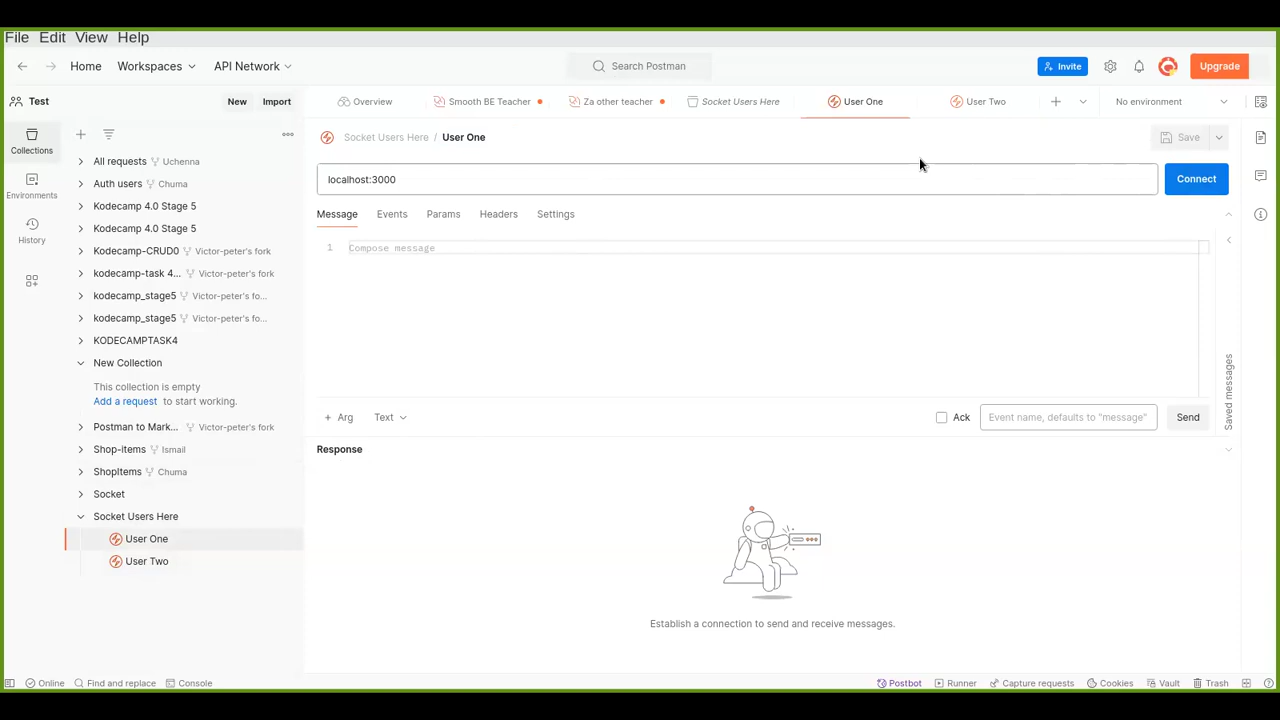 File Edit View Help
Home Workspaces API Network Search Postman Invite Upgrade
Test New Import Overview Smooth BE Teacher Za other teacher Socket Users Here User One User Two No environment
Collections
Environments
History
All requests Uchenna
Auth users Chuma
Kodecamp 4.0 Stage 5
Kodecamp 4.0 Stage 5
Kodecamp-CRUD0 Victor-peter's fork
kodecamp-task 4... Victor-peter's fork
kodecamp_stage5 Victor-peter's fo...
kodecamp_stage5 Victor-peter's fo...
KODECAMPTASK4
New Collection
This collection is empty
Add a request to start working.
Postman to Mark... Victor-peter's fork
Shop-items Ismail
ShopItems Chuma
Socket
Socket Users Here
User One
User Two
Socket Users Here / User One Save
localhost:3000 Connect
Message Events Params Headers Settings
1 Compose message
Saved messages
+ Arg Text Ack Event name, defaults to "message" Send
Response
Establish a connection to send and receive messages.
Online Find and replace Console Postbot Runner Capture requests Cookies Vault Trash